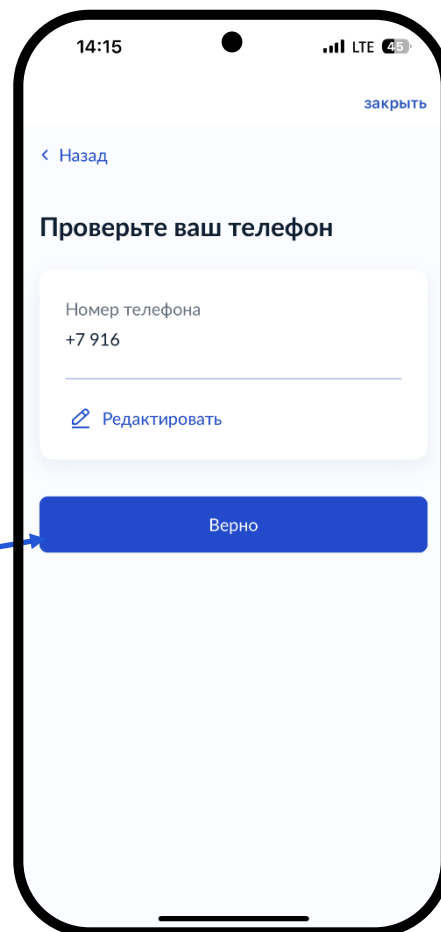 14:15 LTE 45
закрыть
Назад
Проверьте ваш телефон
Номер телефона
+7 916
Редактировать
Верно